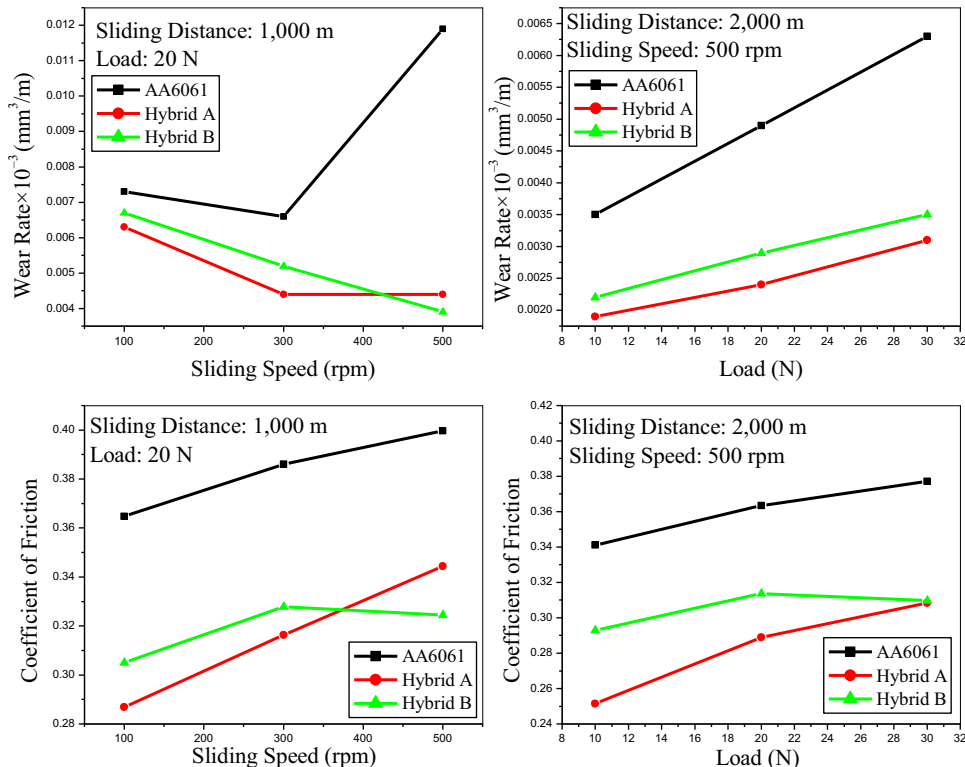 Sliding Distance: 1,000 m
Load: 20 N
AA6061
Hybrid A
Hybrid B
Wear Rate×10⁻³ (mm³/m)
0.012
0.011
0.010
0.009
0.008
0.007
0.006
0.005
0.004
100 200 300 400 500
Sliding Speed (rpm)
Sliding Distance: 2,000 m
Sliding Speed: 500 rpm
AA6061
Hybrid A
Hybrid B
Wear Rate×10⁻³ (mm³/m)
0.0065
0.0060
0.0055
0.0050
0.0045
0.0040
0.0035
0.0030
0.0025
0.0020
8 10 12 14 16 18 20 22 24 26 28 30 32
Load (N)
Sliding Distance: 1,000 m
Load: 20 N
Coefficient of Friction
0.40
0.38
0.36
0.34
0.32
0.30
0.28
AA6061
Hybrid A
Hybrid B
100 200 300 400 500
Sliding Speed (rpm)
Sliding Distance: 2,000 m
Sliding Speed: 500 rpm
Coefficient of Friction
0.42
0.40
0.38
0.36
0.34
0.32
0.30
0.28
0.26
0.24
AA6061
Hybrid A
Hybrid B
8 10 12 14 16 18 20 22 24 26 28 30 32
Load (N)